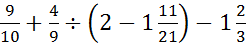 9/10 + 4/9 ÷ (2 − 1 11/21) − 1 2/3